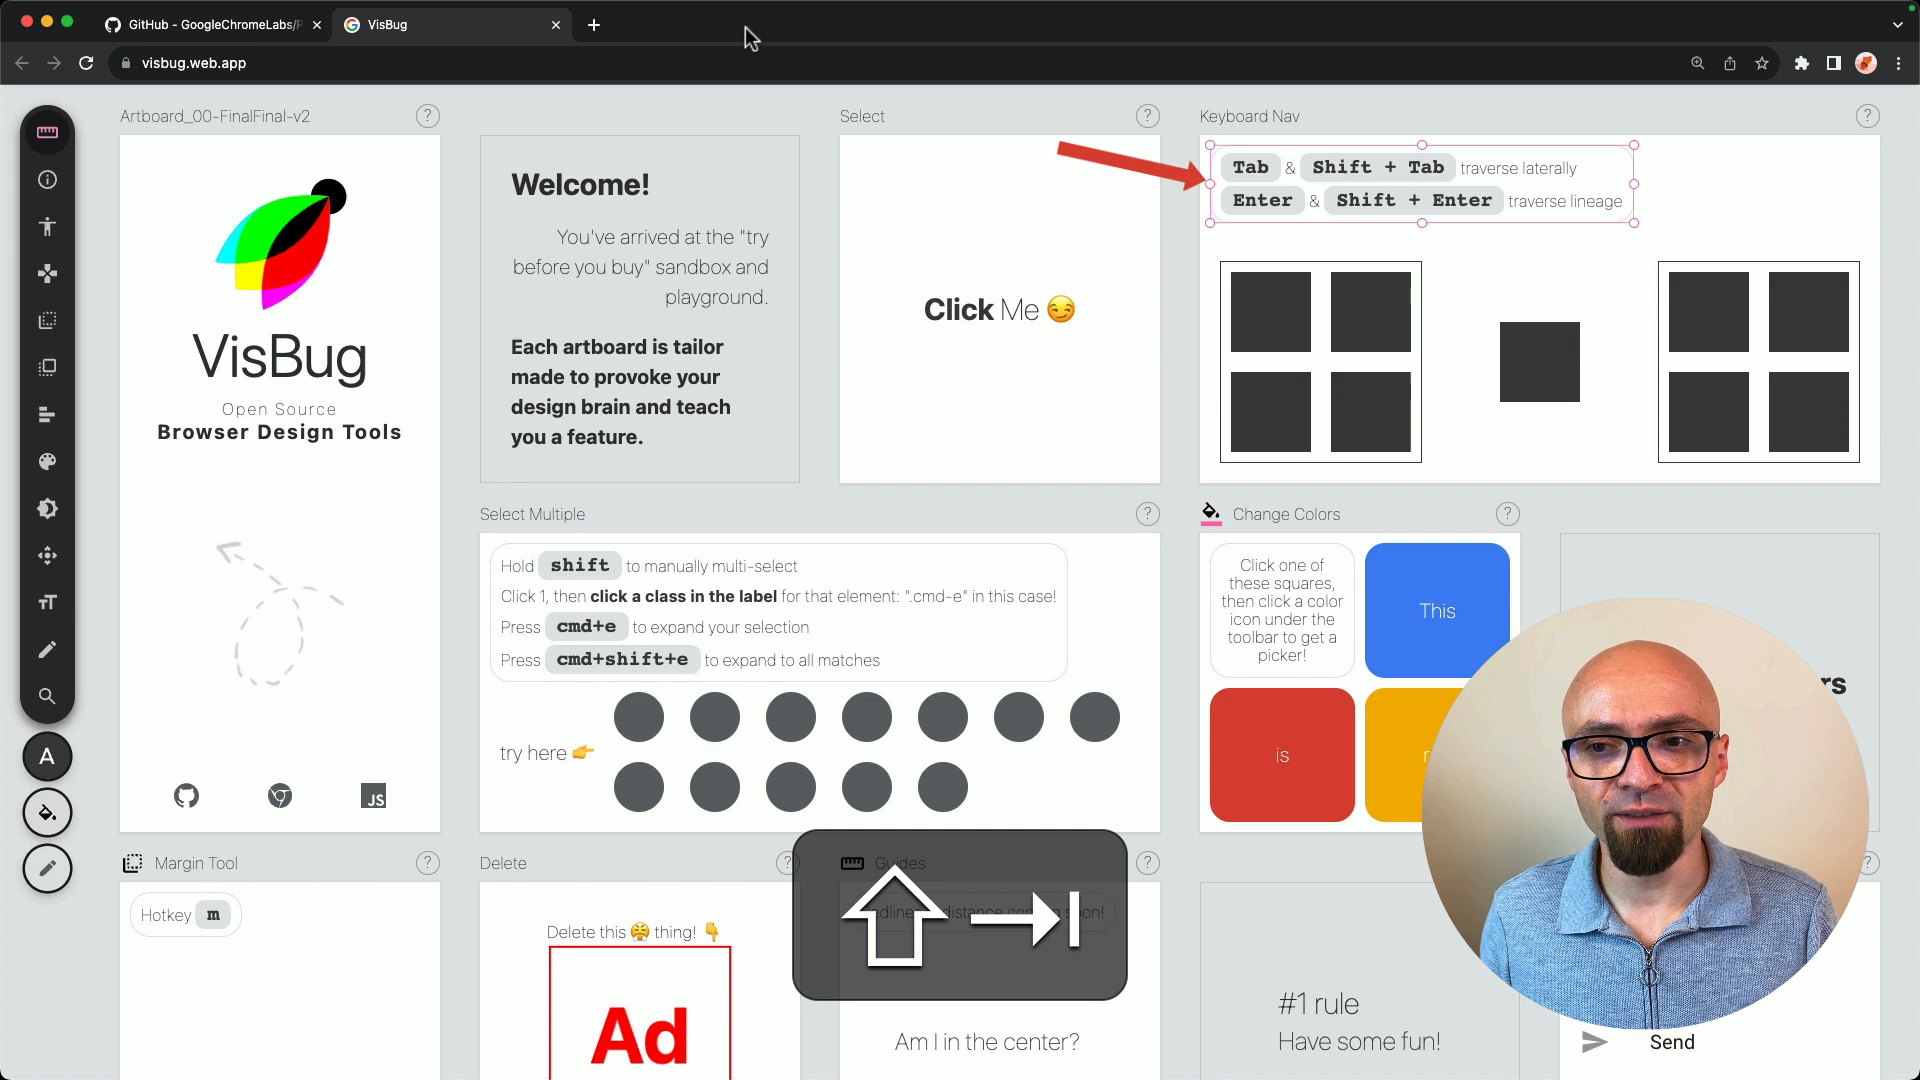 GitHub - GoogleChromeLabs/P
VisBug
visbug.web.app
Artboard_00-FinalFinal-v2
?
VisBug
Open Source
Browser Design Tools
JS
Welcome!
You've arrived at the "try
before you buy" sandbox and
playground.
Each artboard is tailor
made to provoke your
design brain and teach
you a feature.
Select
?
Click Me
Keyboard Nav
?
Tab & Shift + Tab traverse laterally
Enter & Shift + Enter traverse lineage
Select Multiple
?
Hold shift to manually multi-select
Click 1, then click a class in the label for that element: ".cmd-e" in this case!
Press cmd+e to expand your selection
Press cmd+shift+e to expand to all matches
try here
Change Colors
?
Click one of
these squares,
then click a color
icon under the
toolbar to get a
picker!
This
is
rs
A
Margin Tool
?
Hotkey m
Delete
?
Delete this thing!
Ad
Guides
?
Am I in the center?
#1 rule
Have some fun!
?
Send